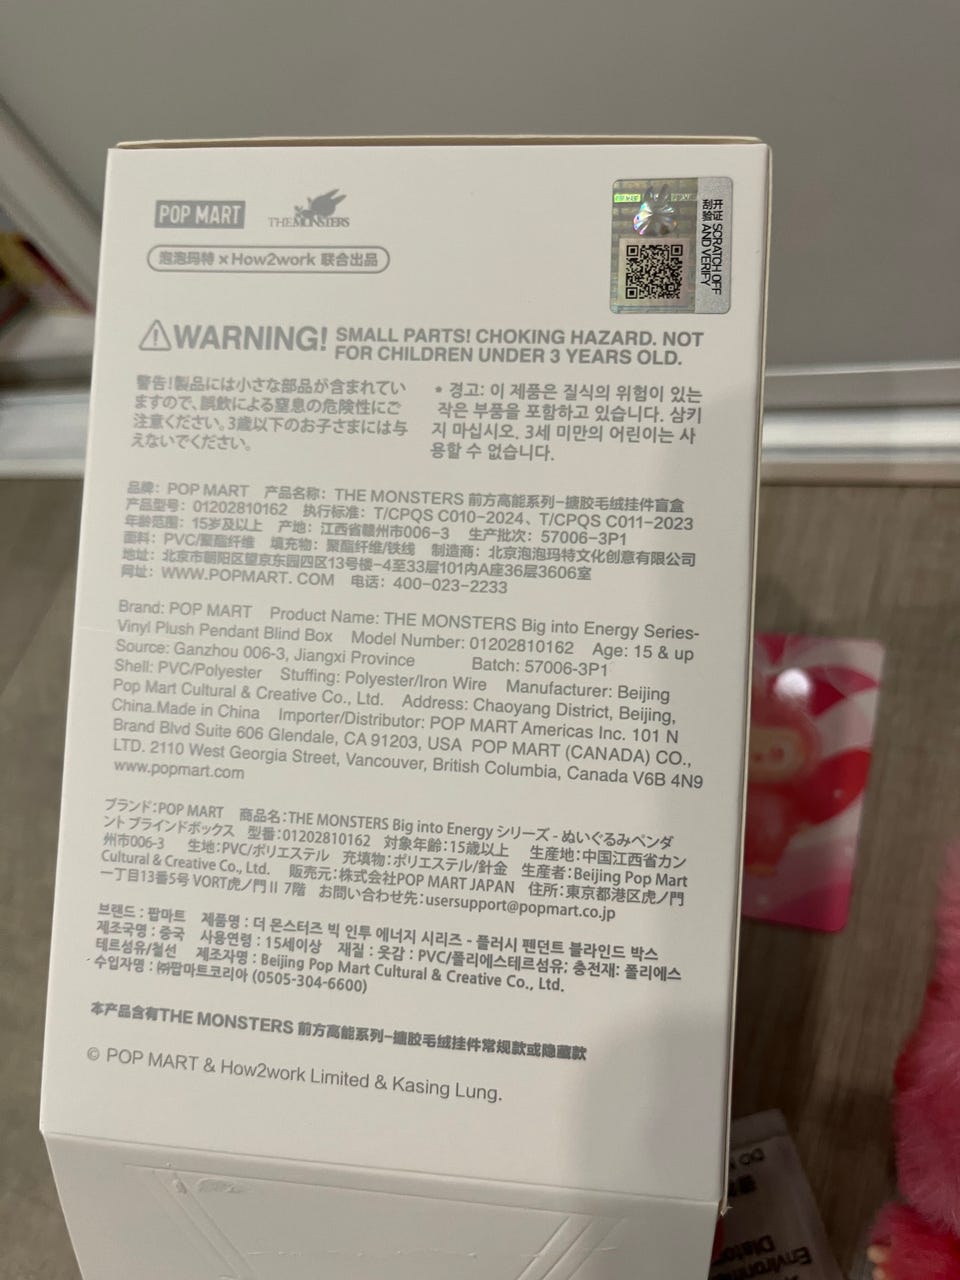 POP MART THE MONSTERS
泡泡玛特 × How2work 联合出品
刮开验证 SCRATCH OFF AND VERIFY
WARNING! SMALL PARTS! CHOKING HAZARD. NOT
FOR CHILDREN UNDER 3 YEARS OLD.
警告！製品には小さな部品が含まれてい
ますので、誤飲による窒息の危険性にご
注意ください。3歳以下のお子さまには与
えないでください。
* 경고: 이 제품은 질식의 위험이 있는
작은 부품을 포함하고 있습니다. 삼키
지 마십시오. 3세 미만의 어린이는 사
용할 수 없습니다.
品牌：POP MART 产品名称：THE MONSTERS 前方高能系列-搪胶毛绒挂件盲盒
产品型号：01202810162 执行标准：T/CPQS C010-2024、T/CPQS C011-2023
年龄范围：15岁及以上 产地：江西省赣州市006-3 生产批次：57006-3P1
面料：PVC/聚酯纤维 填充物：聚酯纤维/铁线 制造商：北京泡泡玛特文化创意有限公司
地址：北京市朝阳区望京东园四区13号楼-4至33层101内A座36层3606室
网址：WWW.POPMART.COM 电话：400-023-2233
Brand: POP MART Product Name: THE MONSTERS Big into Energy Series-
Vinyl Plush Pendant Blind Box Model Number: 01202810162 Age: 15 & up
Source: Ganzhou 006-3, Jiangxi Province Batch: 57006-3P1
Shell: PVC/Polyester Stuffing: Polyester/Iron Wire Manufacturer: Beijing
Pop Mart Cultural & Creative Co., Ltd. Address: Chaoyang District, Beijing,
China.Made in China Importer/Distributor: POP MART Americas Inc. 101 N
Brand Blvd Suite 606 Glendale, CA 91203, USA POP MART (CANADA) CO.,
LTD. 2110 West Georgia Street, Vancouver, British Columbia, Canada V6B 4N9
www.popmart.com
ブランド：POP MART 商品名：THE MONSTERS Big into Energy シリーズ - ぬいぐるみペンダ
ント ブラインドボックス 型番：01202810162 対象年齢：15歳以上 生産地：中国江西省カン
州市006-3 生地：PVC/ポリエステル 充填物：ポリエステル/針金 生産者：Beijing Pop Mart
Cultural & Creative Co., Ltd. 販売元：株式会社POP MART JAPAN 住所：東京都港区虎ノ門
一丁目13番5号 VORT虎ノ門Ⅱ 7階 お問い合わせ先：usersupport@popmart.co.jp
브랜드 : 팝마트 제품명 : 더 몬스터즈 빅 인투 에너지 시리즈 - 플러시 펜던트 블라인드 박스
제조국명 : 중국 사용연령 : 15세이상 재질 : 겉감 : PVC/폴리에스테르섬유; 충전재: 폴리에스
테르섬유/철선 제조자명 : Beijing Pop Mart Cultural & Creative Co., Ltd.
수입자명 : ㈜팝마트코리아 (0505-304-6600)
本产品含有THE MONSTERS 前方高能系列-搪胶毛绒挂件常规款或隐藏款
© POP MART & How2work Limited & Kasing Lung.